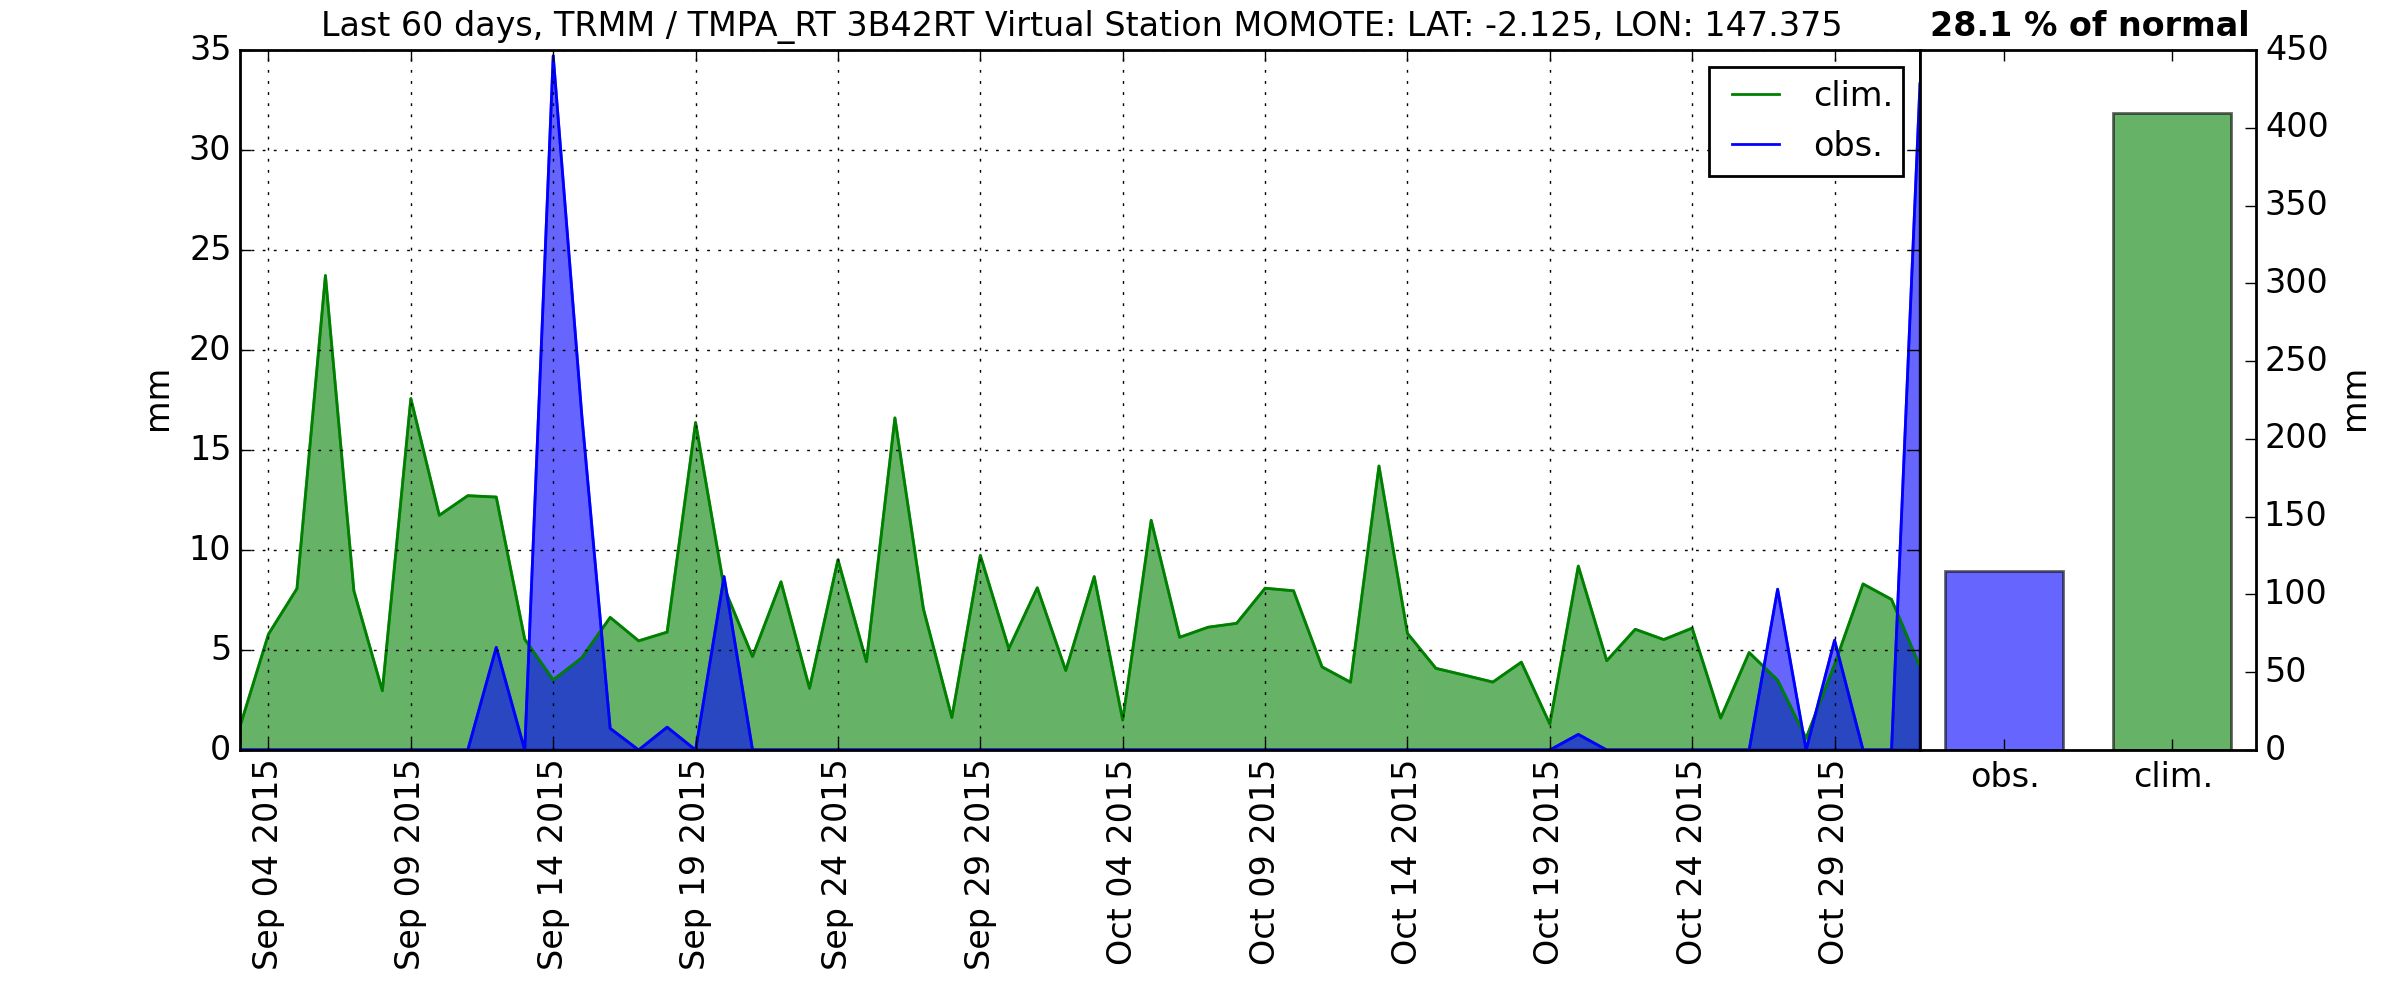 Last 60 days, TRMM / TMPA_RT 3B42RT Virtual Station MOMOTE: LAT: -2.125, LON: 147.375
28.1 % of normal
35
30
25
20
15
10
5
0
mm
clim.
obs.
450
400
350
300
250
200
150
100
50
0
mm
Sep 04 2015
Sep 09 2015
Sep 14 2015
Sep 19 2015
Sep 24 2015
Sep 29 2015
Oct 04 2015
Oct 09 2015
Oct 14 2015
Oct 19 2015
Oct 24 2015
Oct 29 2015
obs.
clim.